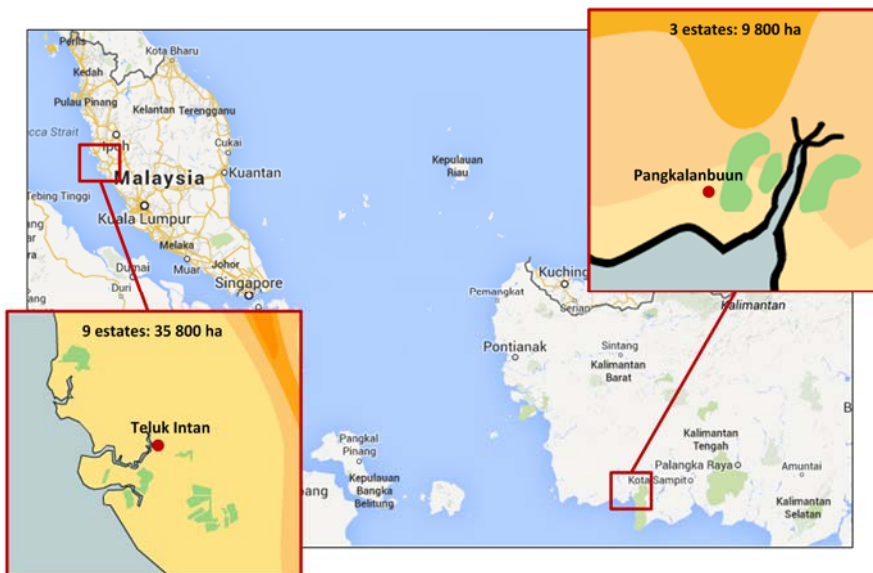 3 estates: 9 800 ha
Pangkalanbuun
Perlis
Kota Bharu
Kedah
Pulau Pinang
Kelantan
Terengganu
cca Strait
Ipoh
Cukai
Kepulauan
Riau
Malaysia
Kuantan
Tebing Tinggi
Kuala Lumpur
Melaka
Muar
Johor
Dumai
Duri
Singapore
Kuching
Serian
Pemangkat
Kalimantan
Pontianak
Sintang
Kalimantan
Barat
9 estates: 35 800 ha
Teluk Intan
Pangkal
Pinang
Kepulauan
Bangka
Belitung
bang
Kalimantan
Tengah
Palangka Raya
Kota Sampit
Amuntai
Kalimantan
Selatan
B